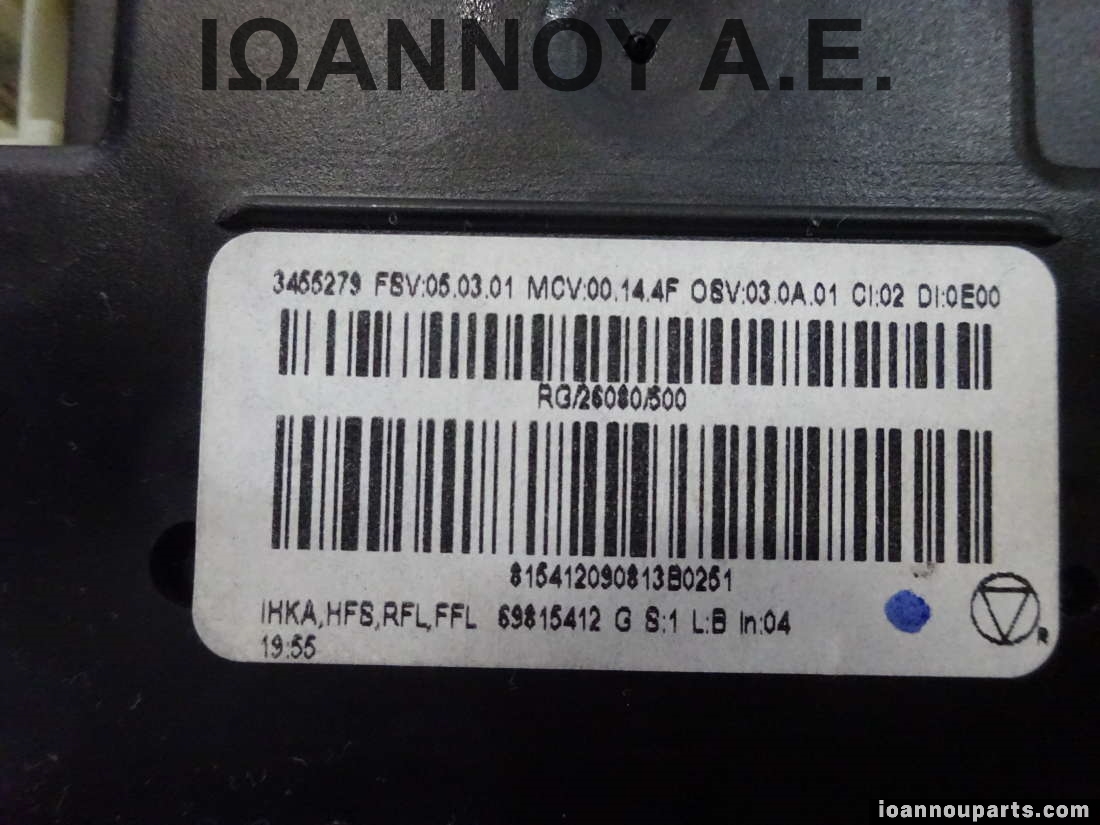 ΙΩΑΝΝΟΥ Α.Ε.
3455279 FSV:05.03.01 MCV:00.14.4F OSV:03.0A.01 CI:02 DI:0E00
RG/26080/500
815412090813B0251
IHKA,HFS,RFL,FFL 69815412 G S:1 L:B In:04
19:55
R
ioannouparts.com